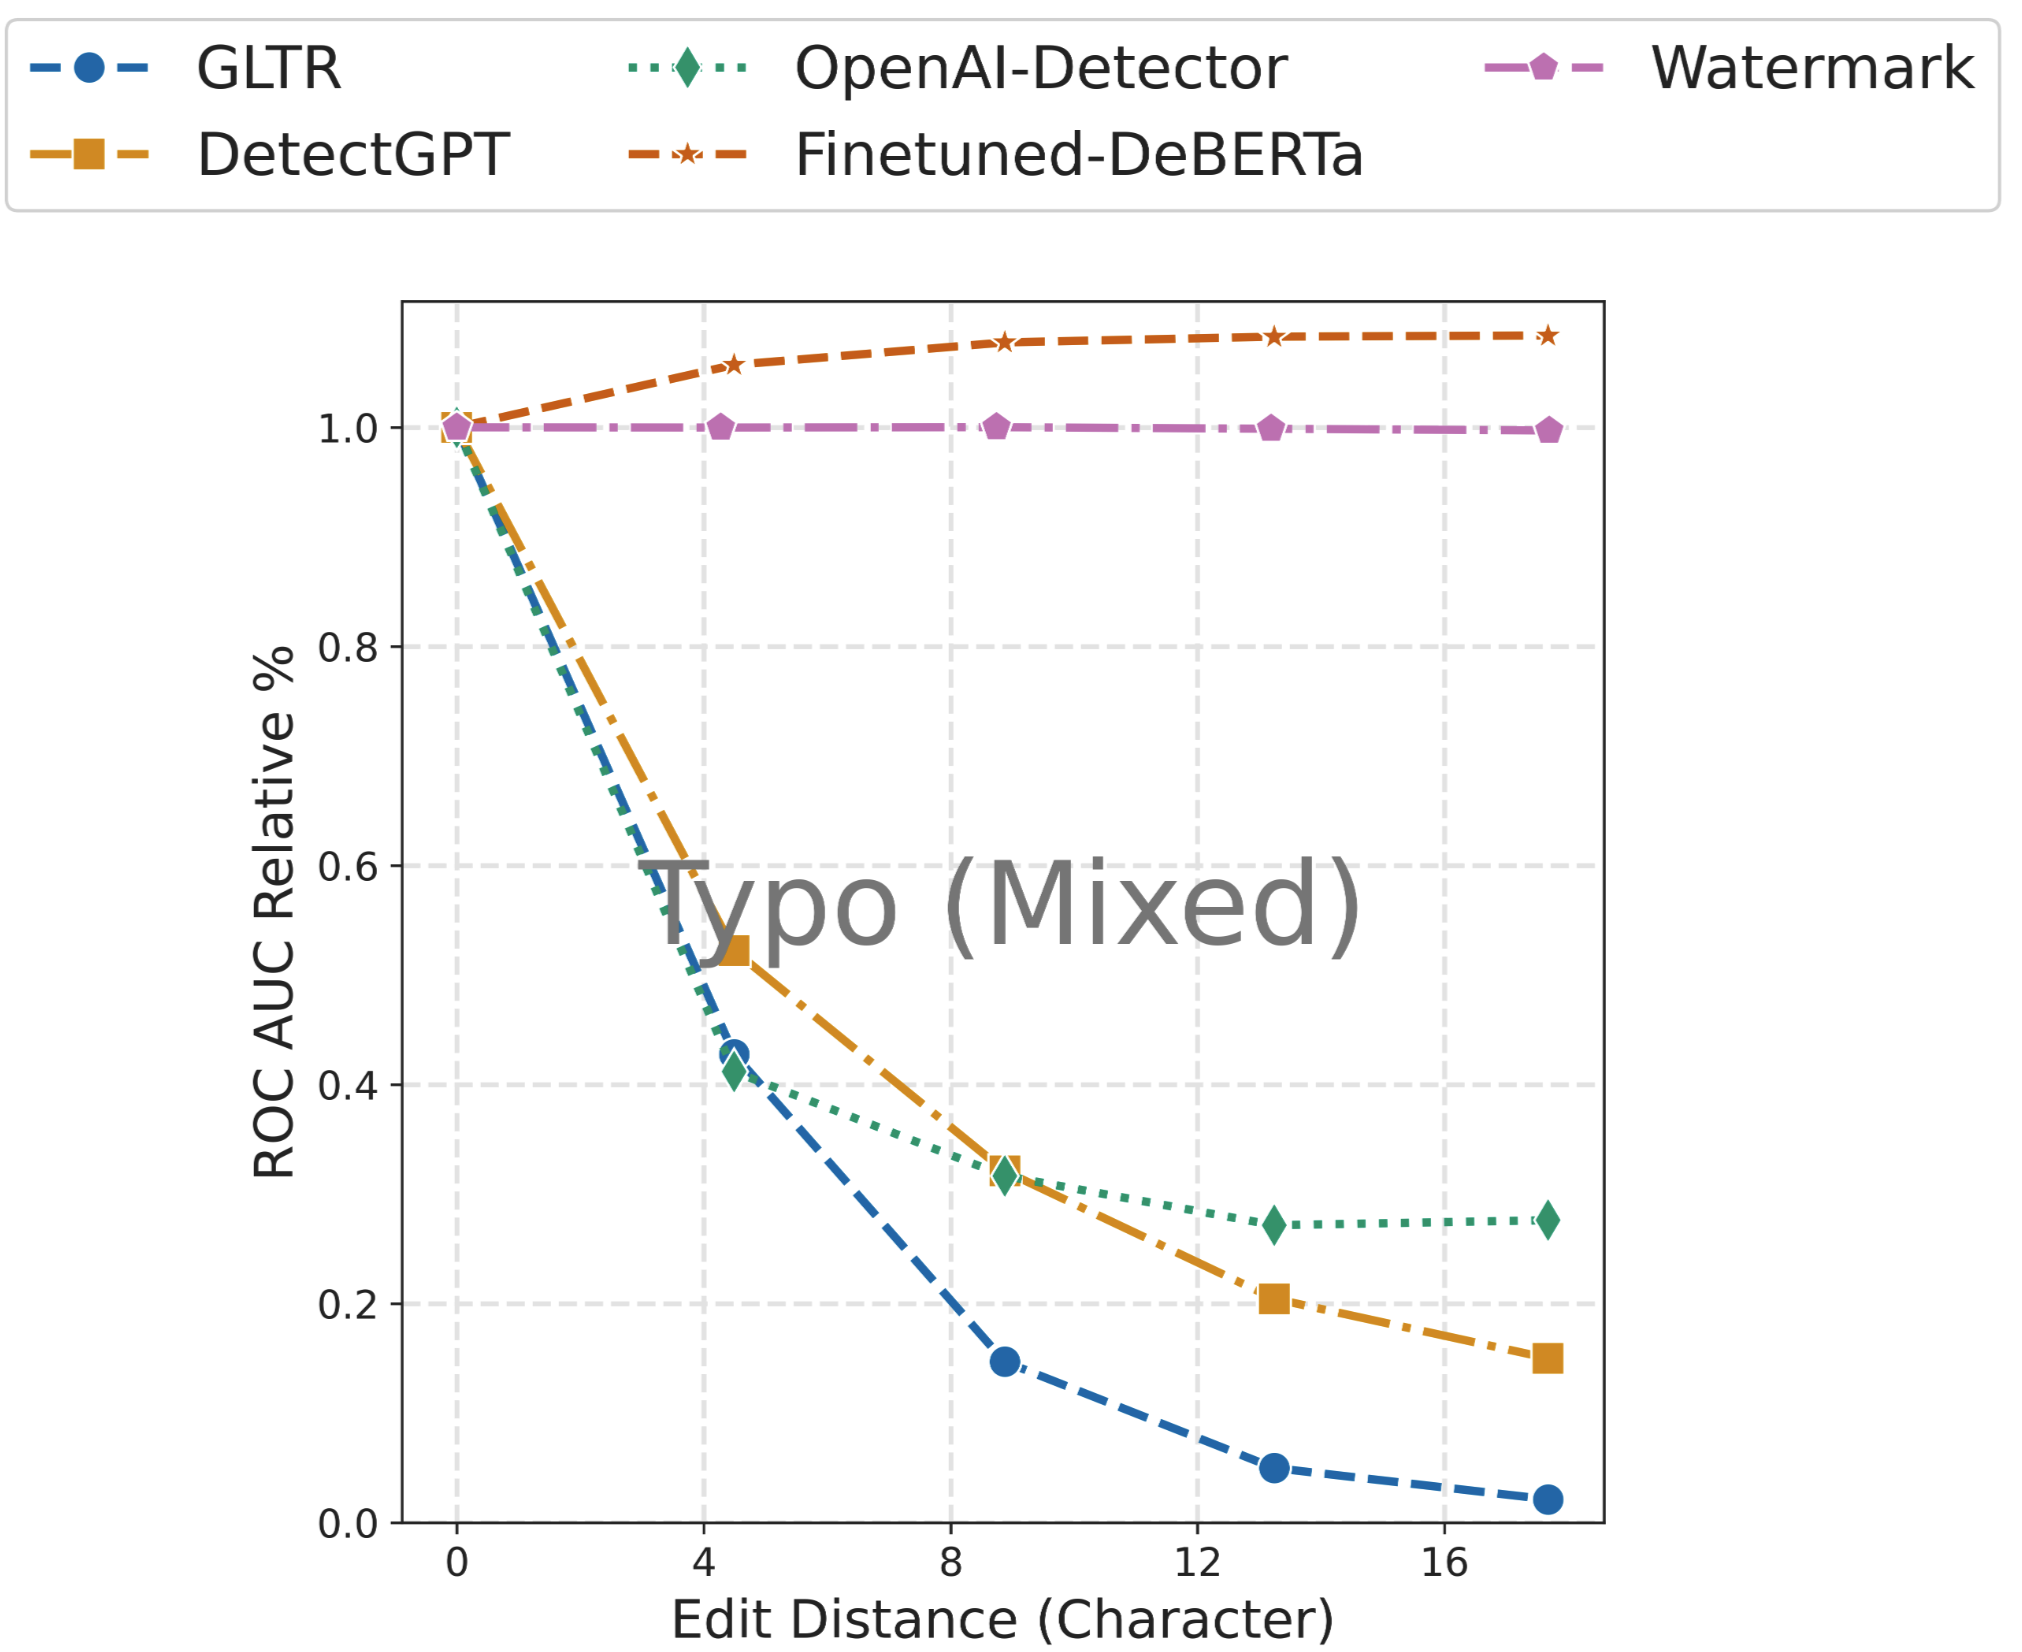 GLTR
OpenAI-Detector
Watermark
DetectGPT
Finetuned-DeBERTa
1.0
0.8
0.6
0.4
0.2
0.0
ROC AUC Relative %
Typo (Mixed)
0 4 8 12 16
Edit Distance (Character)